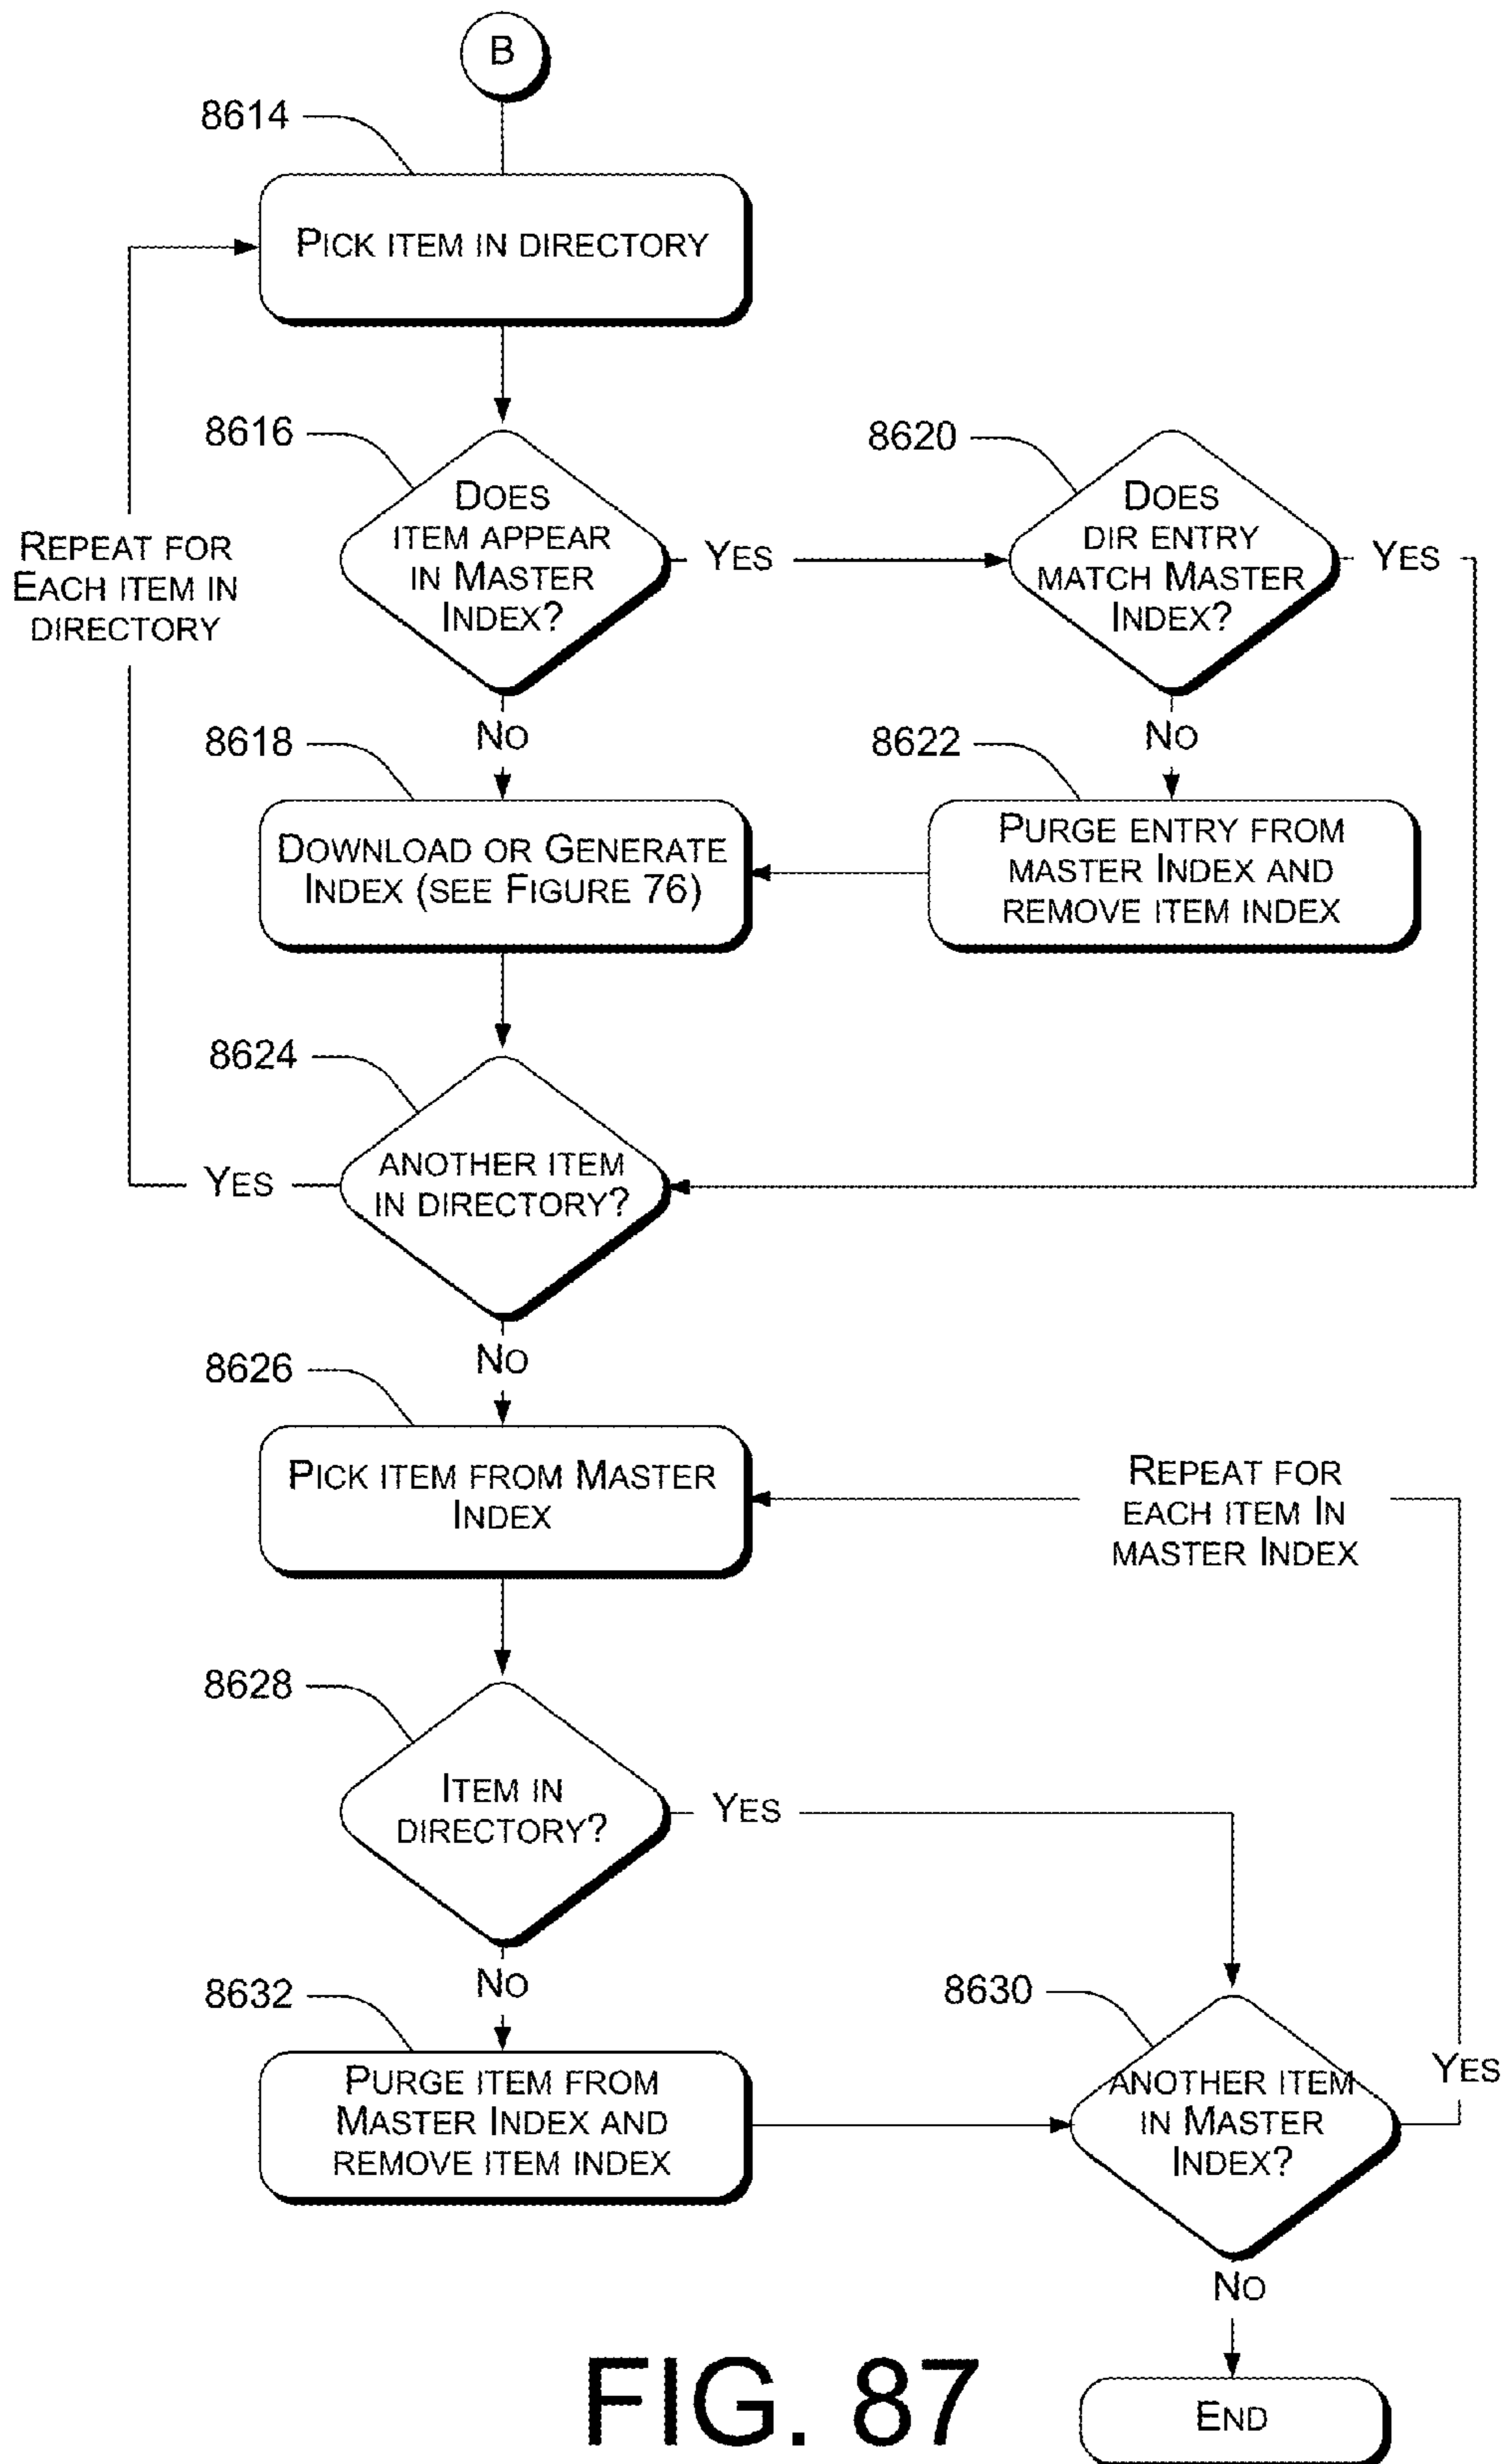 B
8614
PICK ITEM IN DIRECTORY
8616
DOES
ITEM APPEAR
IN MASTER
INDEX?
YES
8620
DOES
DIR ENTRY
MATCH MASTER
INDEX?
YES
REPEAT FOR
EACH ITEM IN
DIRECTORY
NO
NO
8618
DOWNLOAD OR GENERATE
INDEX (SEE FIGURE 76)
8622
PURGE ENTRY FROM
MASTER INDEX AND
REMOVE ITEM INDEX
8624
ANOTHER ITEM
IN DIRECTORY?
YES
NO
8626
PICK ITEM FROM MASTER
INDEX
REPEAT FOR
EACH ITEM IN
MASTER INDEX
8628
ITEM IN
DIRECTORY?
YES
NO
8632
PURGE ITEM FROM
MASTER INDEX AND
REMOVE ITEM INDEX
8630
ANOTHER ITEM
IN MASTER
INDEX?
YES
NO
END
FIG. 87